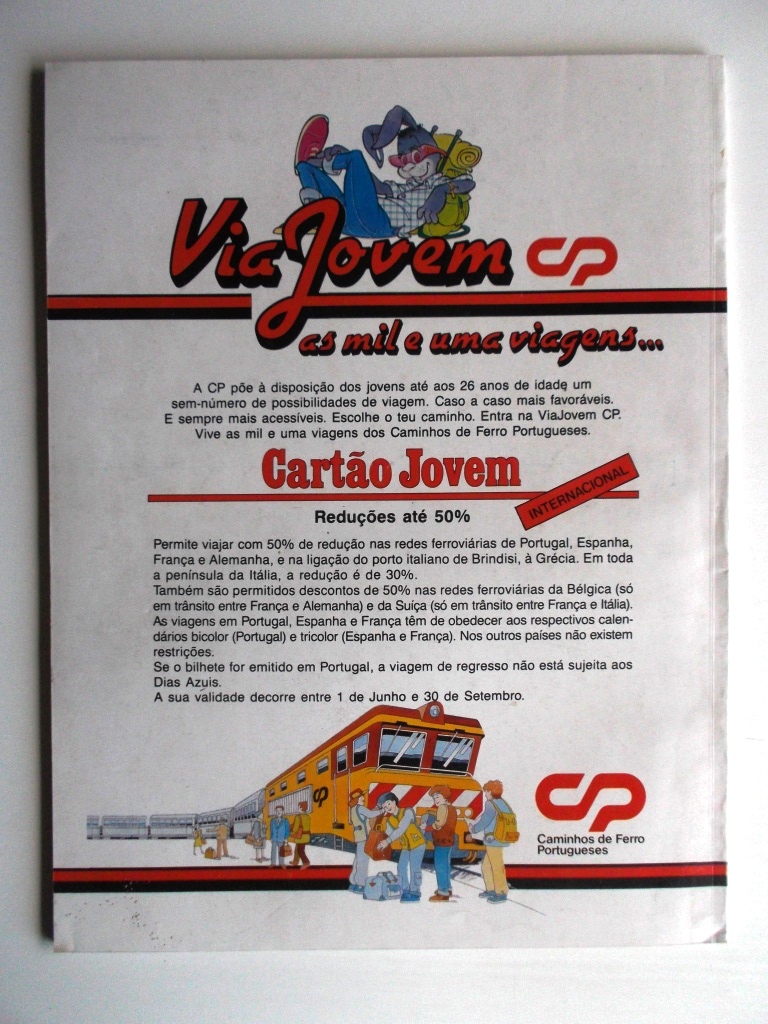 ViaJovem CP
as mil e uma viagens...
A CP põe à disposição dos jovens até aos 26 anos de idade um
sem-número de possibilidades de viagem. Caso a caso mais favoráveis.
E sempre mais acessíveis. Escolhe o teu caminho. Entra na ViaJovem CP.
Vive as mil e uma viagens dos Caminhos de Ferro Portugueses.
Cartão Jovem
INTERNACIONAL
Reduções até 50%
Permite viajar com 50% de redução nas redes ferroviárias de Portugal, Espanha,
França e Alemanha, e na ligação do porto italiano de Brindisi, à Grécia. Em toda
a península da Itália, a redução é de 30%.
Também são permitidos descontos de 50% nas redes ferroviárias da Bélgica (só
em trânsito entre França e Alemanha) e da Suíça (só em trânsito entre França e Itália).
As viagens em Portugal, Espanha e França têm de obedecer aos respectivos calen-
dários bicolor (Portugal) e tricolor (Espanha e França). Nos outros países não existem
restrições.
Se o bilhete for emitido em Portugal, a viagem de regresso não está sujeita aos
Dias Azuis.
A sua validade decorre entre 1 de Junho e 30 de Setembro.
CP
CP
Caminhos de Ferro
Portugueses